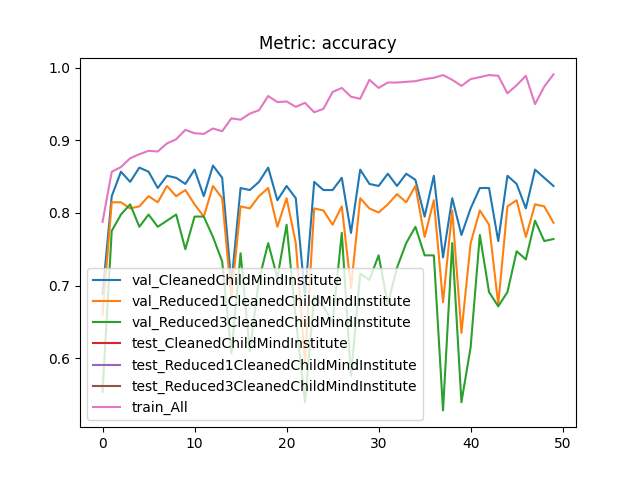 Metric: accuracy
1.0
0.9
0.8
0.7
0.6
val_CleanedChildMindInstitute
val_Reduced1CleanedChildMindInstitute
val_Reduced3CleanedChildMindInstitute
test_CleanedChildMindInstitute
test_Reduced1CleanedChildMindInstitute
test_Reduced3CleanedChildMindInstitute
train_All
0 10 20 30 40 50